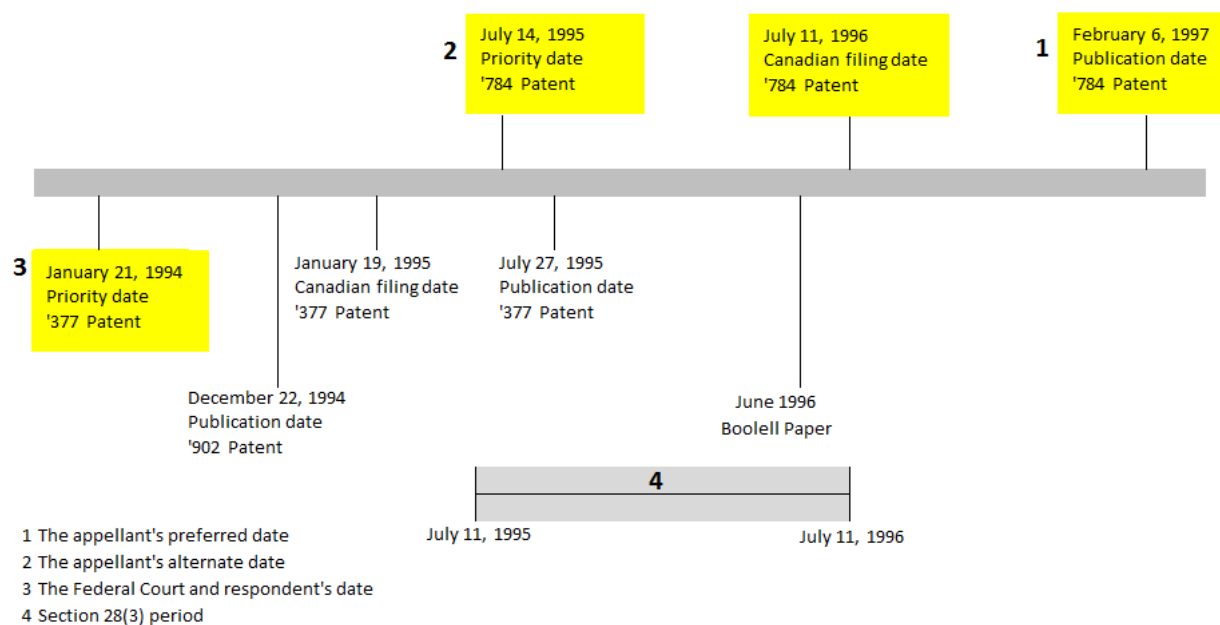 2
July 14, 1995
Priority date
'784 Patent
July 11, 1996
Canadian filing date
'784 Patent
1
February 6, 1997
Publication date
'784 Patent
3
January 21, 1994
Priority date
'377 Patent
January 19, 1995
Canadian filing date
'377 Patent
July 27, 1995
Publication date
'377 Patent
December 22, 1994
Publication date
'902 Patent
June 1996
Boolell Paper
4
July 11, 1995
July 11, 1996
1 The appellant's preferred date
2 The appellant's alternate date
3 The Federal Court and respondent's date
4 Section 28(3) period